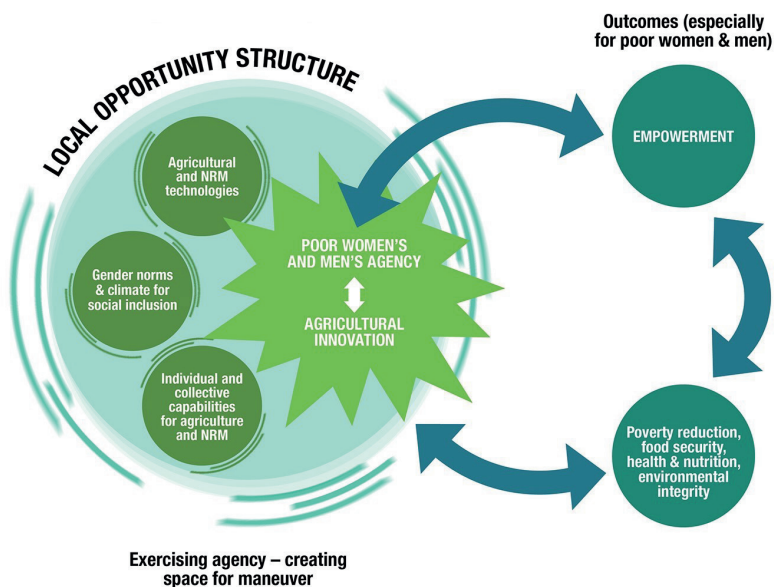 LOCAL OPPORTUNITY STRUCTURE
Agricultural
and NRM
technologies
Gender norms
& climate for
social inclusion
Individual and
collective
capabilities
for agriculture
and NRM
POOR WOMEN'S
AND MEN'S AGENCY
AGRICULTURAL
INNOVATION
Exercising agency – creating
space for maneuver
Outcomes (especially
for poor women & men)
EMPOWERMENT
Poverty reduction,
food security,
health & nutrition,
environmental
integrity